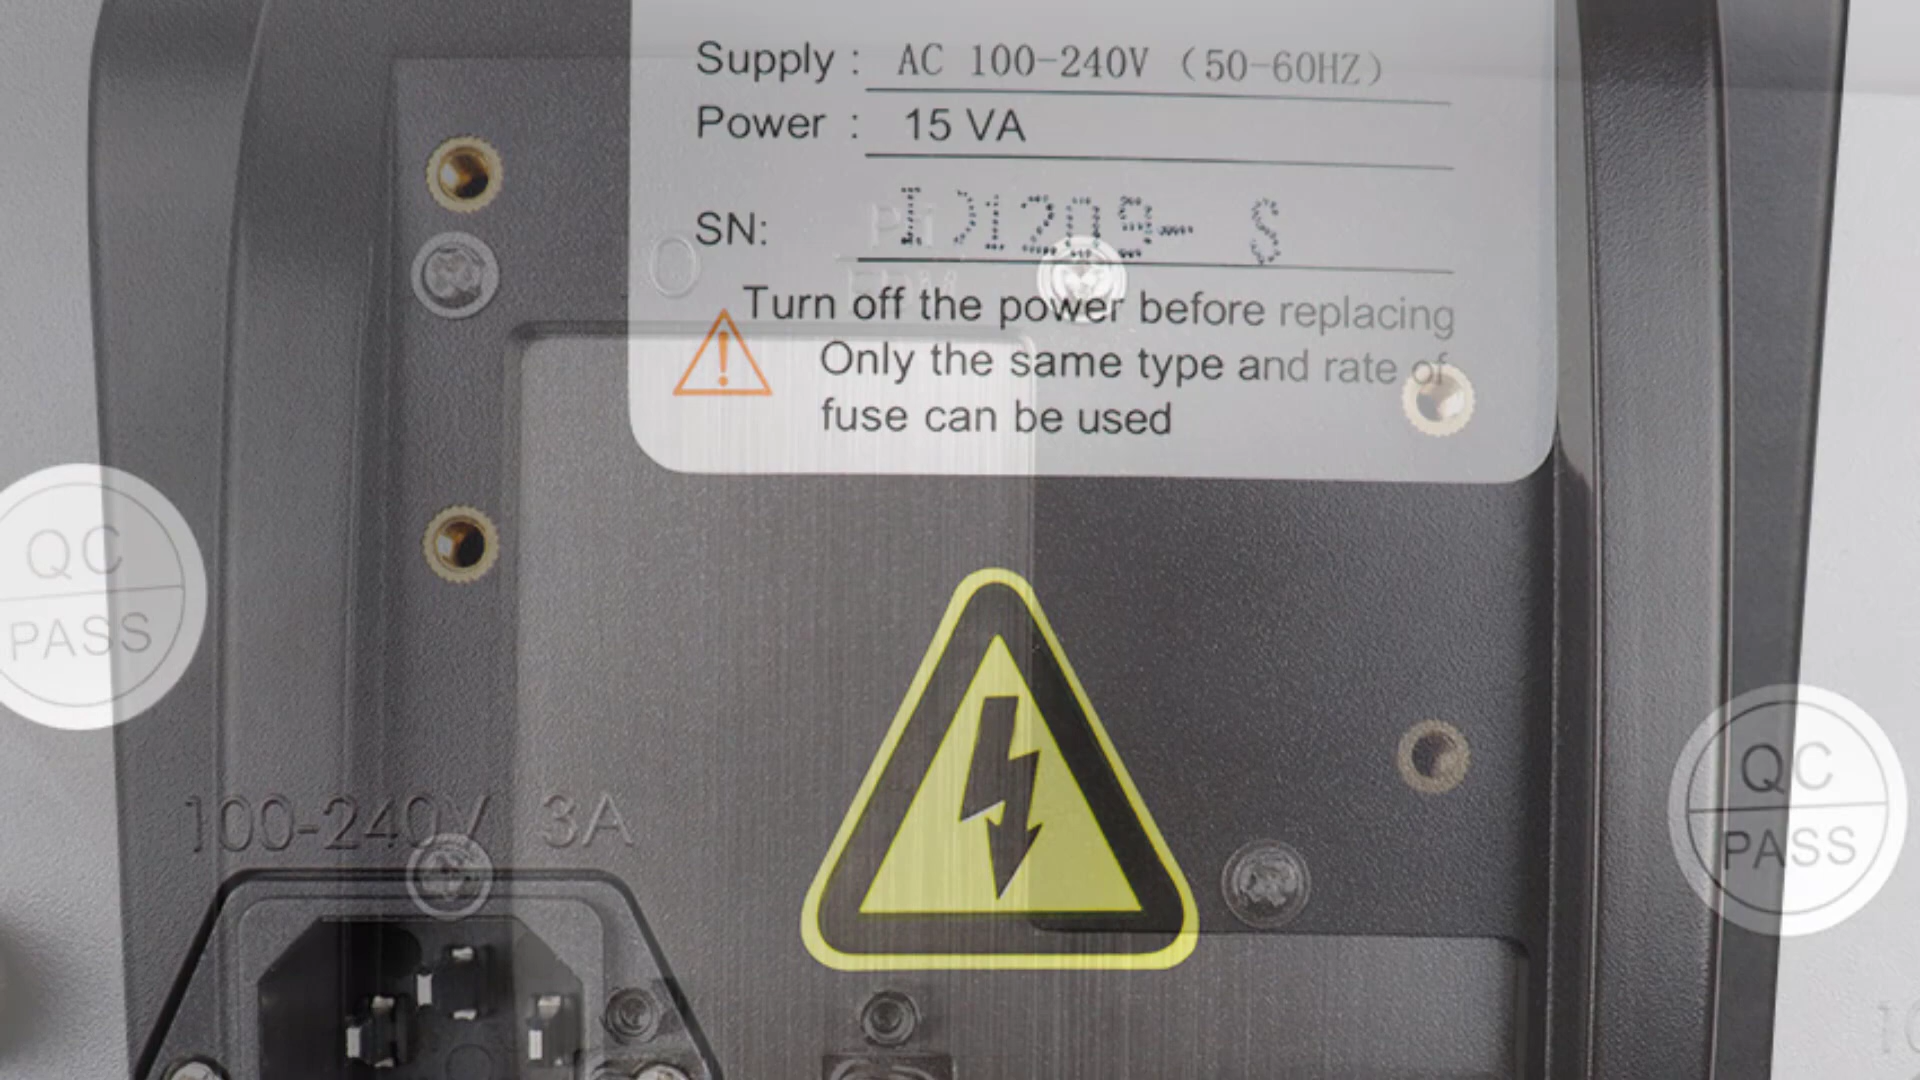 Supply : AC 100-240V (50-60HZ)
Power : 15 VA
SN:
Turn off the power before replacing
Only the same type and rate of
fuse can be used
QC
PASS
100-240V 3A
QC
PASS